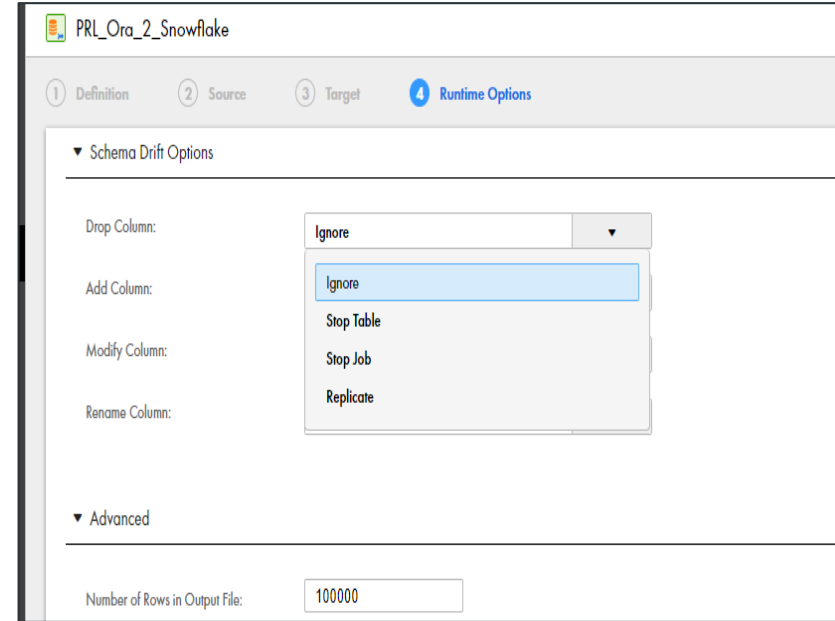 PRL_Ora_2_Snowflake
1 Definition 2 Source 3 Target 4 Runtime Options
Schema Drift Options
Drop Column: Ignore
Ignore
Add Column:
Stop Table
Modify Column:
Stop Job
Replicate
Rename Column:
Advanced
Number of Rows in Output File: 100000